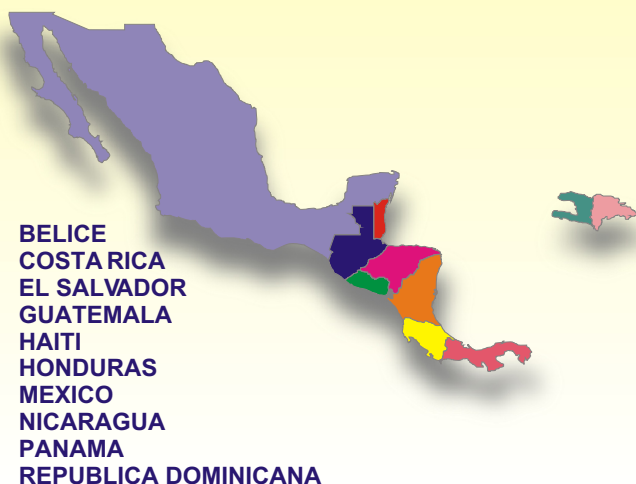 BELICE
COSTA RICA
EL SALVADOR
GUATEMALA
HAITI
HONDURAS
MEXICO
NICARAGUA
PANAMA
REPUBLICA DOMINICANA